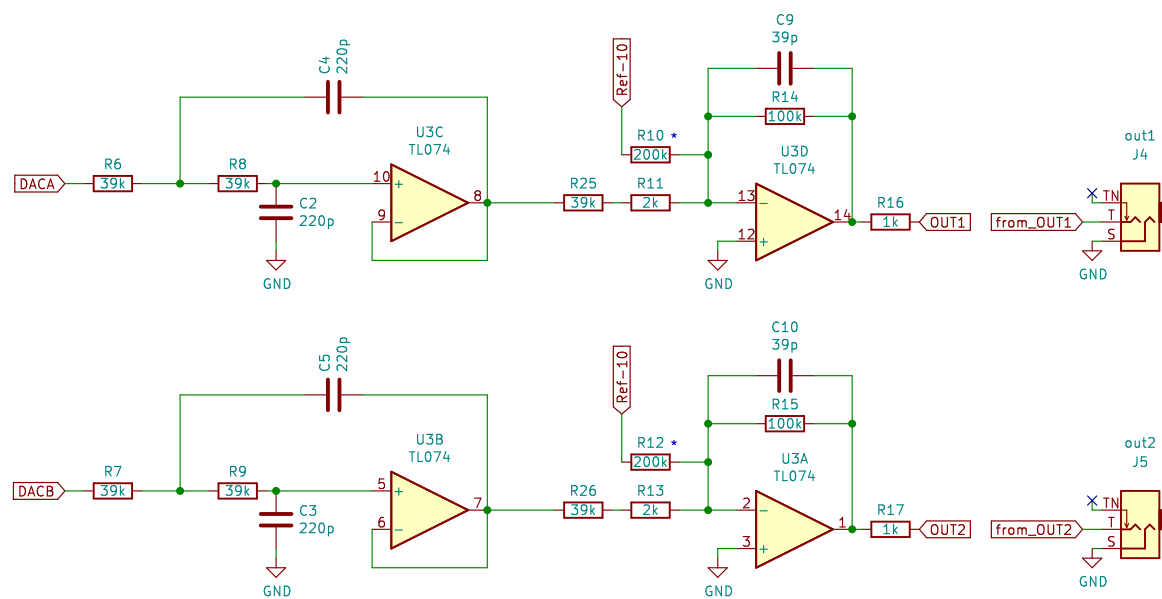 C4
220p
Ref-10
C9
39p
R14
100k
R10 *
200k
U3C
TL074
U3D
TL074
out1
J4
DACA
R6
39k
R8
39k
10
+
9
−
8
C2
220p
GND
R25
39k
R11
2k
13
−
12
+
14
GND
R16
1k
OUT1
from_OUT1
TN
T
S
GND
C5
220p
Ref-10
C10
39p
R15
100k
R12 *
200k
U3B
TL074
U3A
TL074
out2
J5
DACB
R7
39k
R9
39k
5
+
6
−
7
C3
220p
GND
R26
39k
R13
2k
2
−
3
+
1
GND
R17
1k
OUT2
from_OUT2
TN
T
S
GND